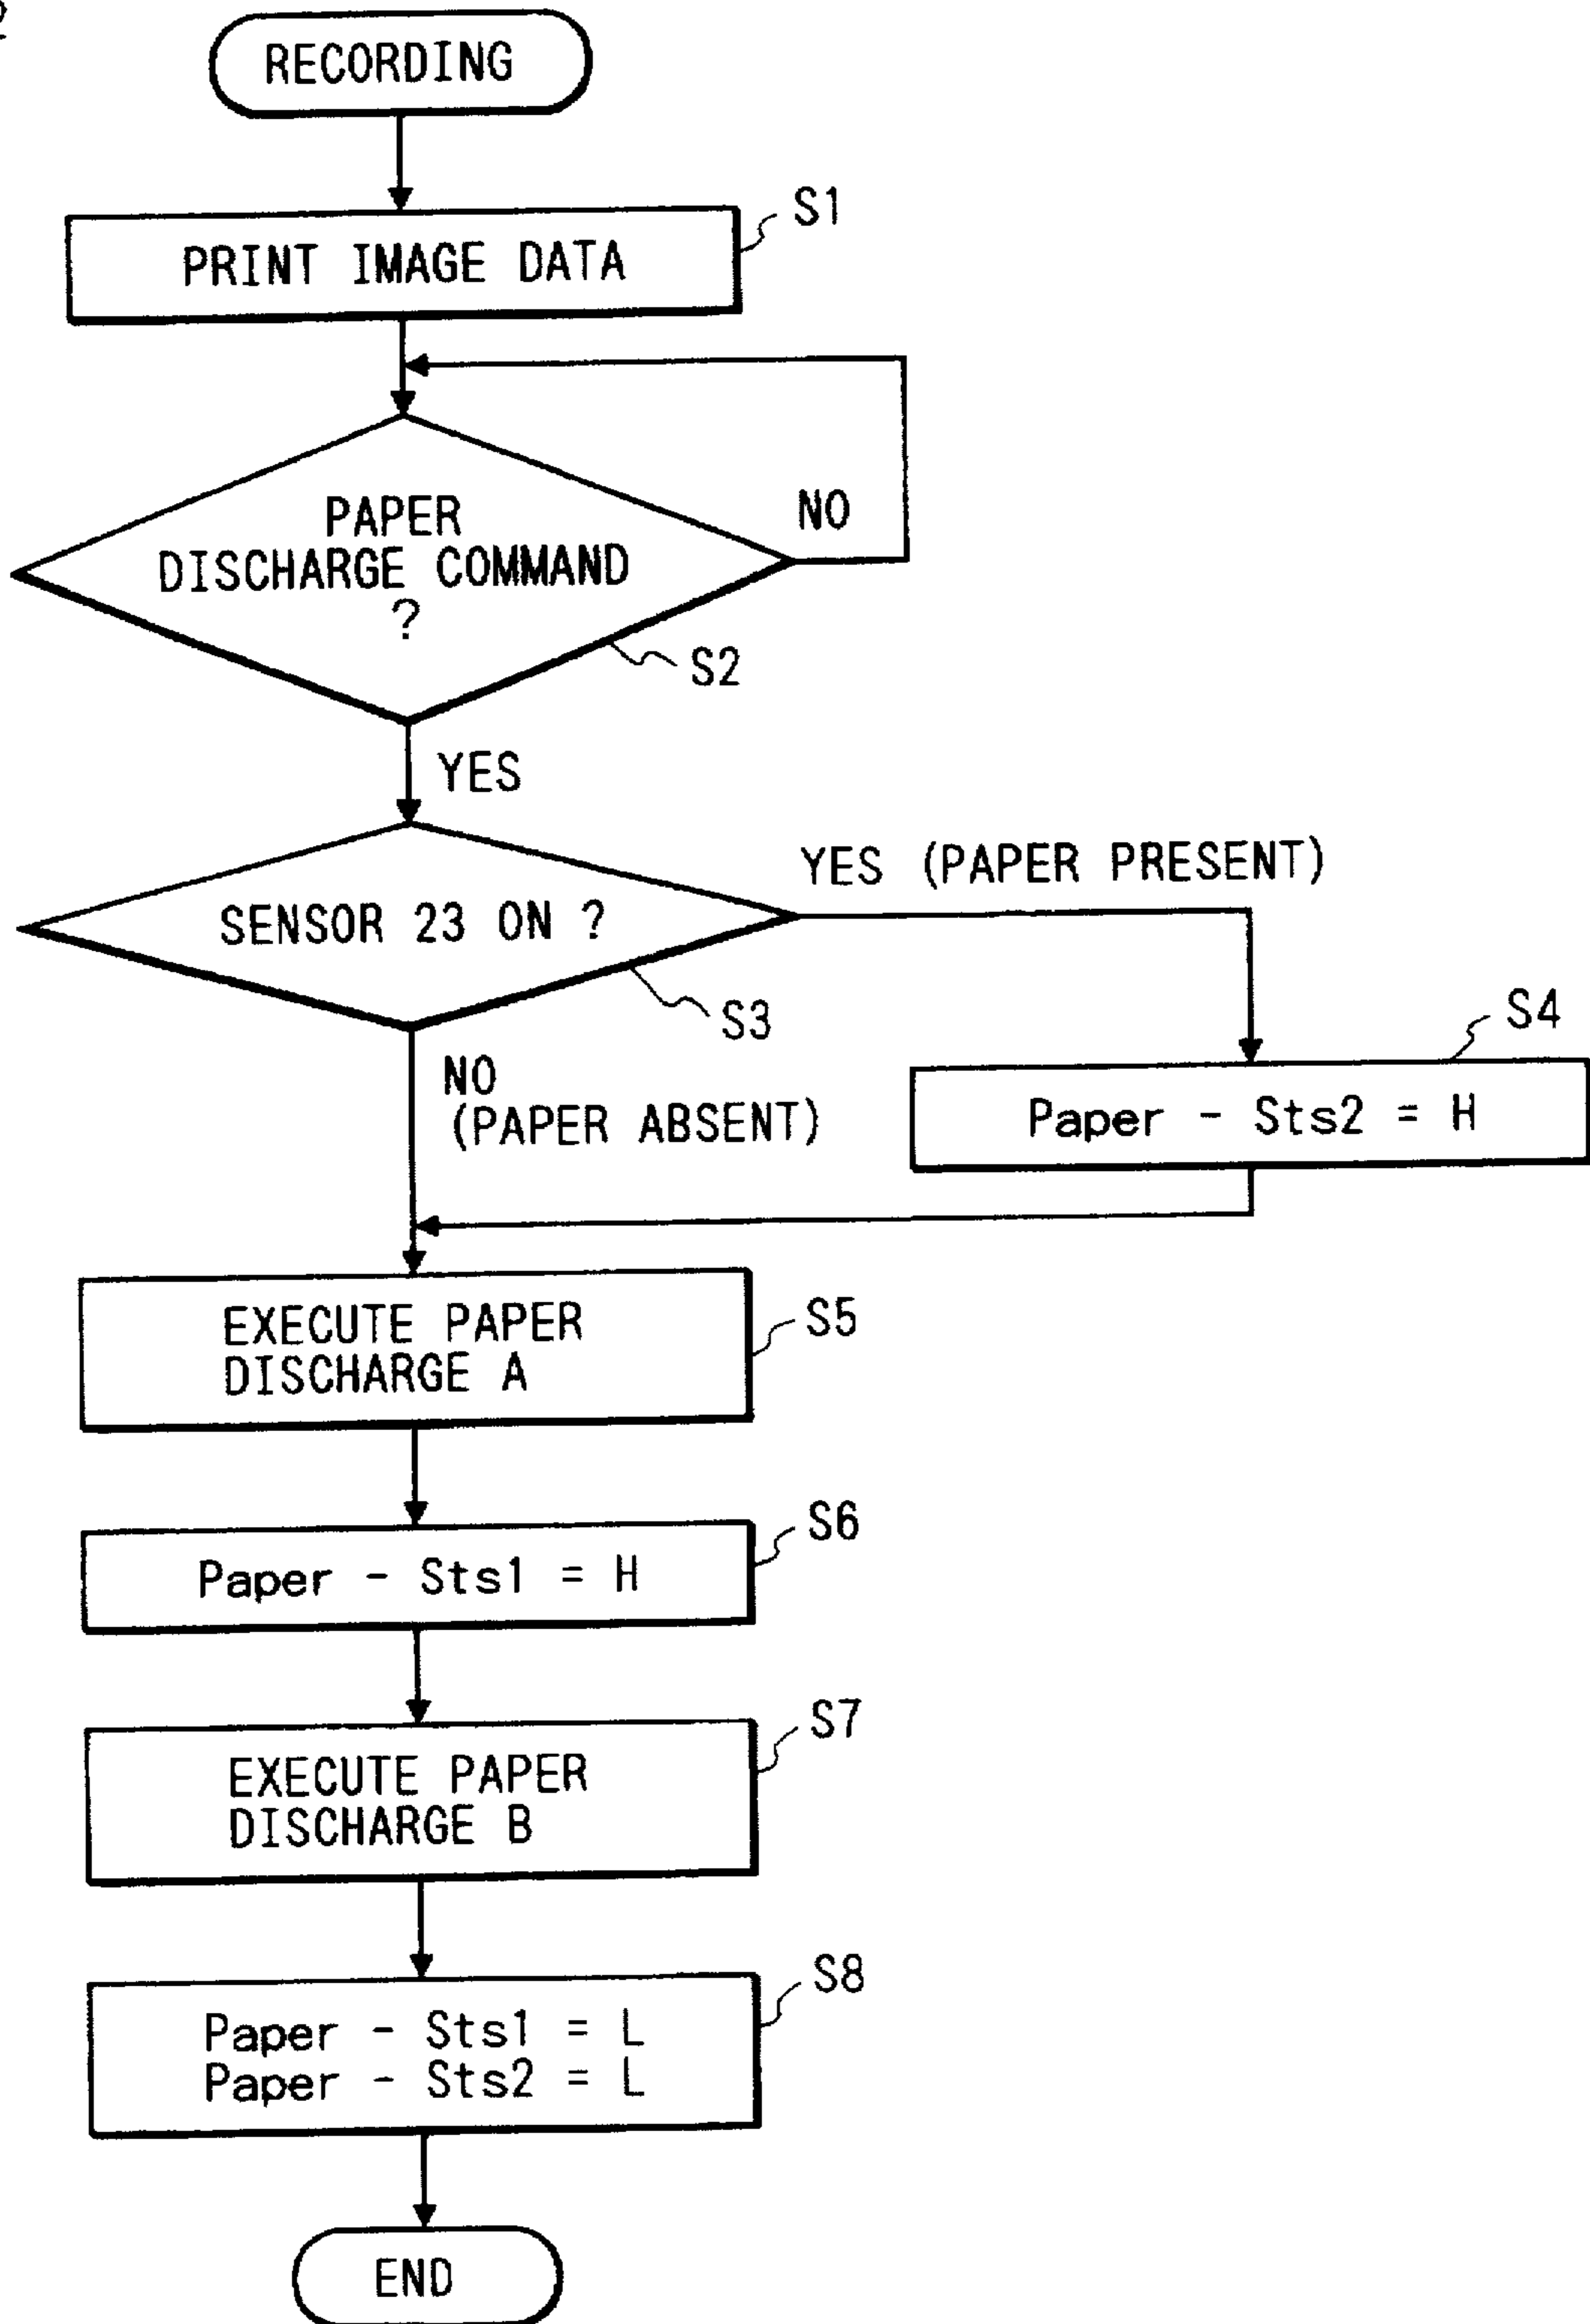 RECORDING
S1
PRINT IMAGE DATA
NO
PAPER
DISCHARGE COMMAND
?
S2
YES
YES (PAPER PRESENT)
SENSOR 23 ON ?
S3
S4
NO
(PAPER ABSENT)
Paper - Sts2 = H
S5
EXECUTE PAPER
DISCHARGE A
S6
Paper - Sts1 = H
S7
EXECUTE PAPER
DISCHARGE B
S8
Paper - Sts1 = L
Paper - Sts2 = L
END